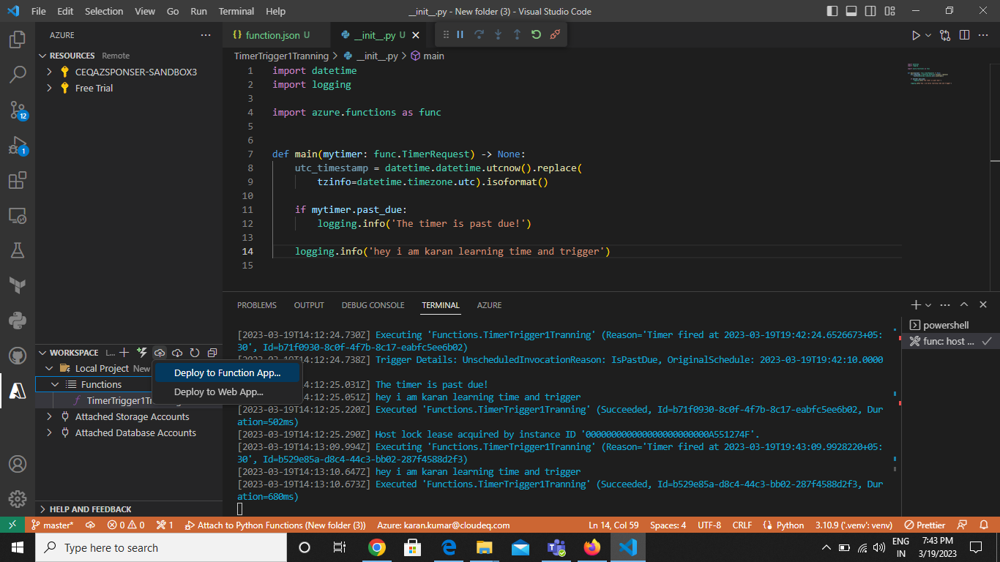 File Edit Selection View Go Run Terminal Help
__init__.py - New folder (3) - Visual Studio Code
AZURE
RESOURCES Remote
CEQAZSPONSER-SANDBOX3
Free Trial
12
1
WORKSPACE L...
Local Project New
Functions
TimerTrigger1Tr
Attached Storage Accounts
Attached Database Accounts
HELP AND FEEDBACK
Deploy to Function App...
Deploy to Web App...
function.json U
__init__.py U
TimerTrigger1Tranning > __init__.py > main
1 import datetime
2 import logging
3
4 import azure.functions as func
5
6
7 def main(mytimer: func.TimerRequest) -> None:
8 utc_timestamp = datetime.datetime.utcnow().replace(
9 tzinfo=datetime.timezone.utc).isoformat()
10
11 if mytimer.past_due:
12 logging.info('The timer is past due!')
13
14 logging.info('hey i am karan learning time and trigger')
15
PROBLEMS OUTPUT DEBUG CONSOLE TERMINAL AZURE
[2023-03-19T14:12:24.730Z] Executing 'Functions.TimerTrigger1Tranning' (Reason='Timer fired at 2023-03-19T19:42:24.6526673+05:
30', Id=b71f0930-8c0f-4f7b-8c17-eabfc5ee6b02)
[2023-03-19T14:12:24.738Z] Trigger Details: UnscheduledInvocationReason: IsPastDue, OriginalSchedule: 2023-03-19T19:42:10.0000
14:12:25.031Z] The timer is past due!
14:12:25.051Z] hey i am karan learning time and trigger
[2023-03-19T14:12:25.220Z] Executed 'Functions.TimerTrigger1Tranning' (Succeeded, Id=b71f0930-8c0f-4f7b-8c17-eabfc5ee6b02, Dur
ation=502ms)
[2023-03-19T14:12:25.290Z] Host lock lease acquired by instance ID '000000000000000000000000A551274F'.
[2023-03-19T14:13:09.994Z] Executing 'Functions.TimerTrigger1Tranning' (Reason='Timer fired at 2023-03-19T19:43:09.9928220+05:
30', Id=b529e85a-d8c4-44c3-bb02-287f4588d2f3)
[2023-03-19T14:13:10.647Z] hey i am karan learning time and trigger
[2023-03-19T14:13:10.673Z] Executed 'Functions.TimerTrigger1Tranning' (Succeeded, Id=b529e85a-d8c4-44c3-bb02-287f4588d2f3, Dur
ation=680ms)
powershell
func: host ...
master* 0 0 1 Attach to Python Functions (New folder (3)) Azure: karan.kumar@cloudeq.com Ln 14, Col 59 Spaces: 4 UTF-8 CRLF Python 3.10.9 ('.venv': venv) Prettier
Type here to search
ENG
IN
7:43 PM
3/19/2023